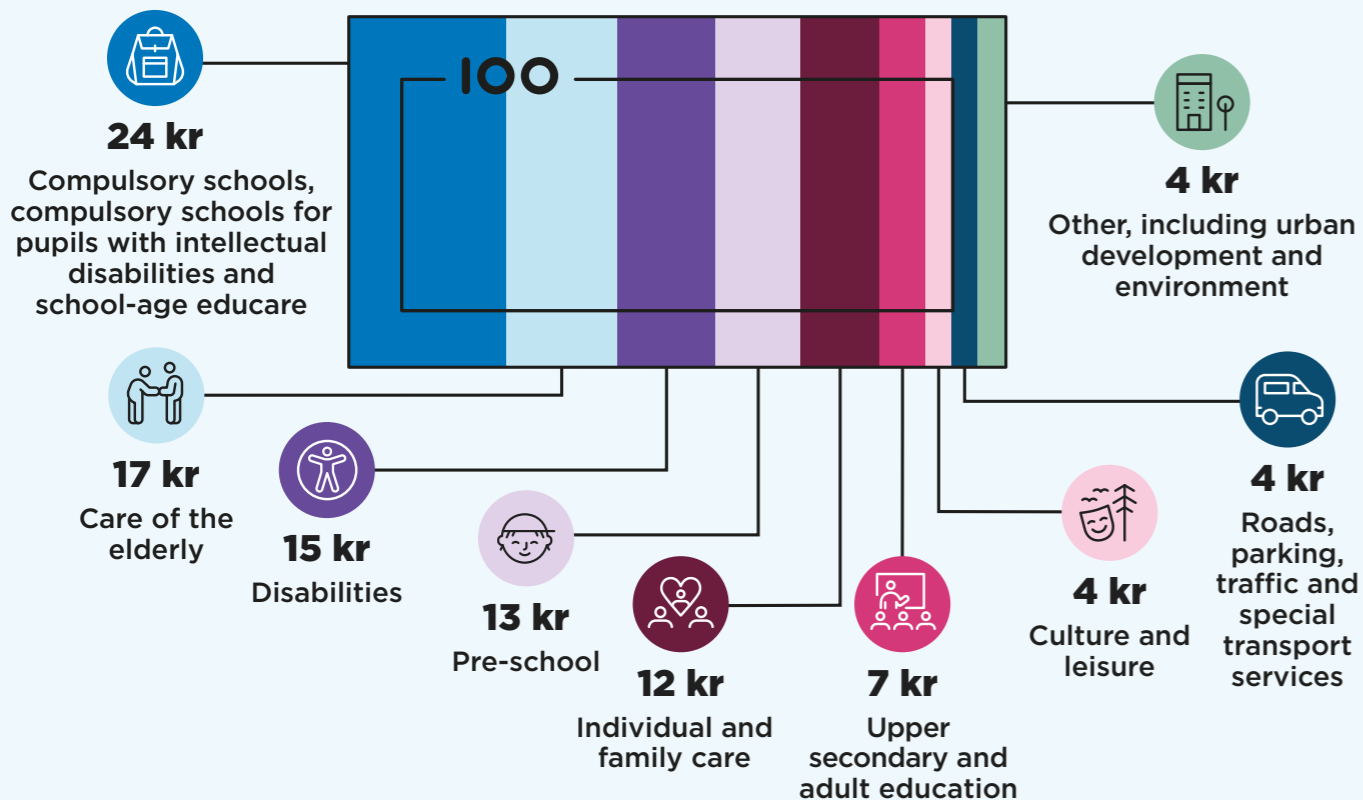 100
24 kr
Compulsory schools,
compulsory schools for
pupils with intellectual
disabilities and
school-age educare
4 kr
Other, including urban
development and
environment
17 kr
Care of the
elderly
15 kr
Disabilities
13 kr
Pre-school
12 kr
Individual and
family care
7 kr
Upper
secondary and
adult education
4 kr
Culture and
leisure
4 kr
Roads,
parking,
traffic and
special
transport
services